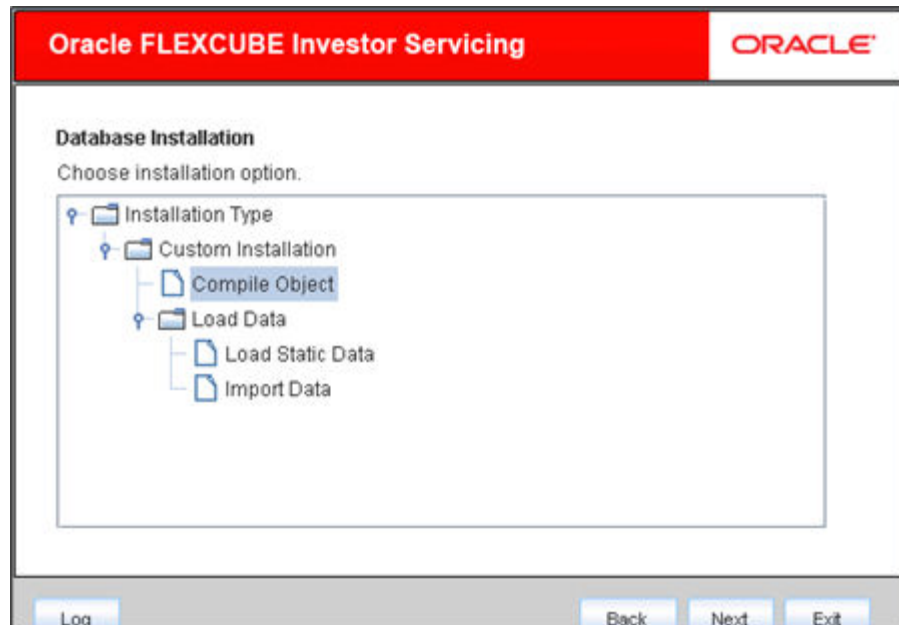 Oracle FLEXCUBE Investor Servicing
ORACLE'
Database Installation
Choose installation option.
Installation Type
Custom Installation
Compile Object
Load Data
Load Static Data
Import Data
Log
Back
Next
Exit